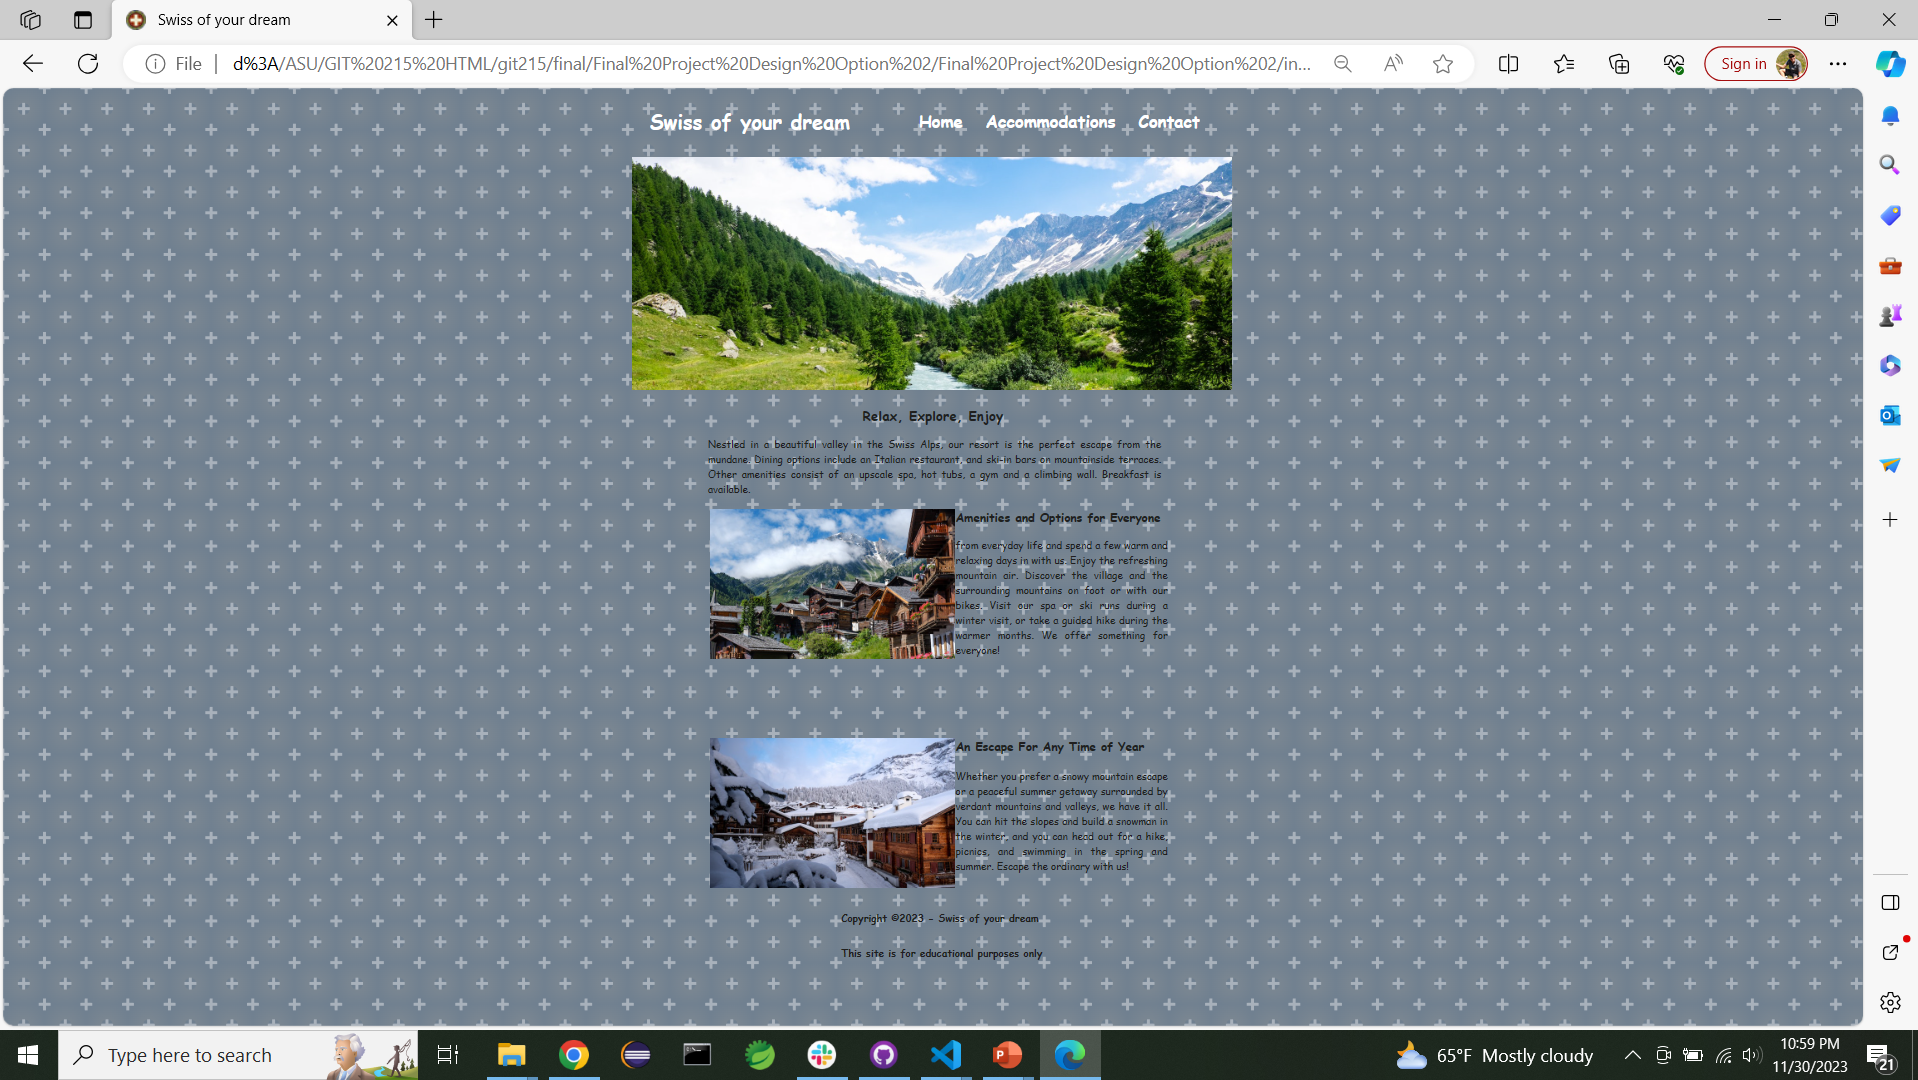 Swiss of your dream
File
d%3A/ASU/GIT%20215%20HTML/git215/final/Final%20Project%20Design%20Option%202/Final%20Project%20Design%20Option%202/in...
Sign in
Swiss of your dream
Home
Accommodations
Contact
Relax, Explore, Enjoy
Nestled in a beautiful valley in the Swiss Alps, our resort is the perfect escape from the
mundane. Dining options include an Italian restaurant, and ski-in bars on mountainside terraces.
Other amenities consist of an upscale spa, hot tubs, a gym and a climbing wall. Breakfast is
available.
Amenities and Options for Everyone
from everyday life and spend a few warm and
relaxing days in with us. Enjoy the refreshing
mountain air. Discover the village and the
surrounding mountains on foot or with our
bikes. Visit our spa or ski runs during a
winter visit, or take a guided hike during the
warmer months. We offer something for
everyone!
An Escape For Any Time of Year
Whether you prefer a snowy mountain escape
or a peaceful summer getaway surrounded by
verdant mountains and valleys, we have it all.
You can hit the slopes and build a snowman in
the winter, and you can head out for a hike,
picnics, and swimming in the spring and
summer. Escape the ordinary with us!
Copyright ©2023 - Swiss of your dream
This site is for educational purposes only
Type here to search
65°F Mostly cloudy
10:59 PM
11/30/2023
21